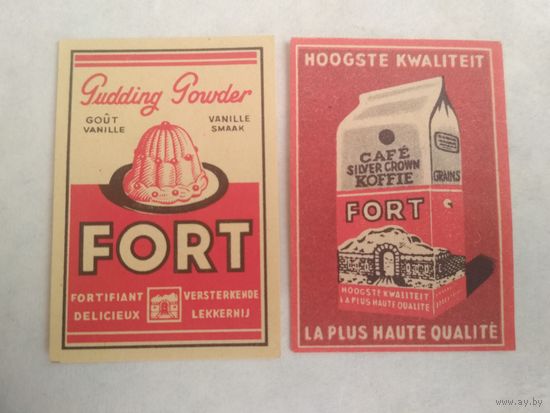 Pudding Powder
GOÛT
VANILLE
VANILLE
SMAAK
FORT
FORTIFIANT
DELICIEUX
VERSTERKENDE
LEKKERNIJ
HOOGSTE KWALITEIT
CAFÉ
SILVER CROWN
KOFFIE
GRAINS
FORT
HOOGSTE KWALITEIT
LA PLUS HAUTE QUALITÉ
LA PLUS HAUTE QUALITÉ
www.ay.by